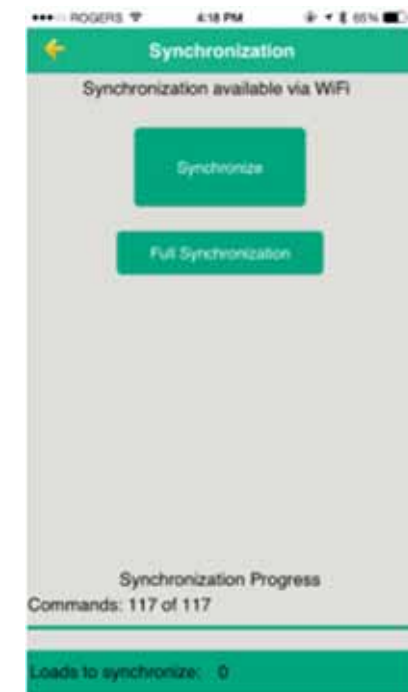 ROGERS 4:18 PM 65%
Synchronization
Synchronization available via WiFi
Synchronize
Full Synchronization
Synchronization Progress
Commands: 117 of 117
Loads to synchronize: 0